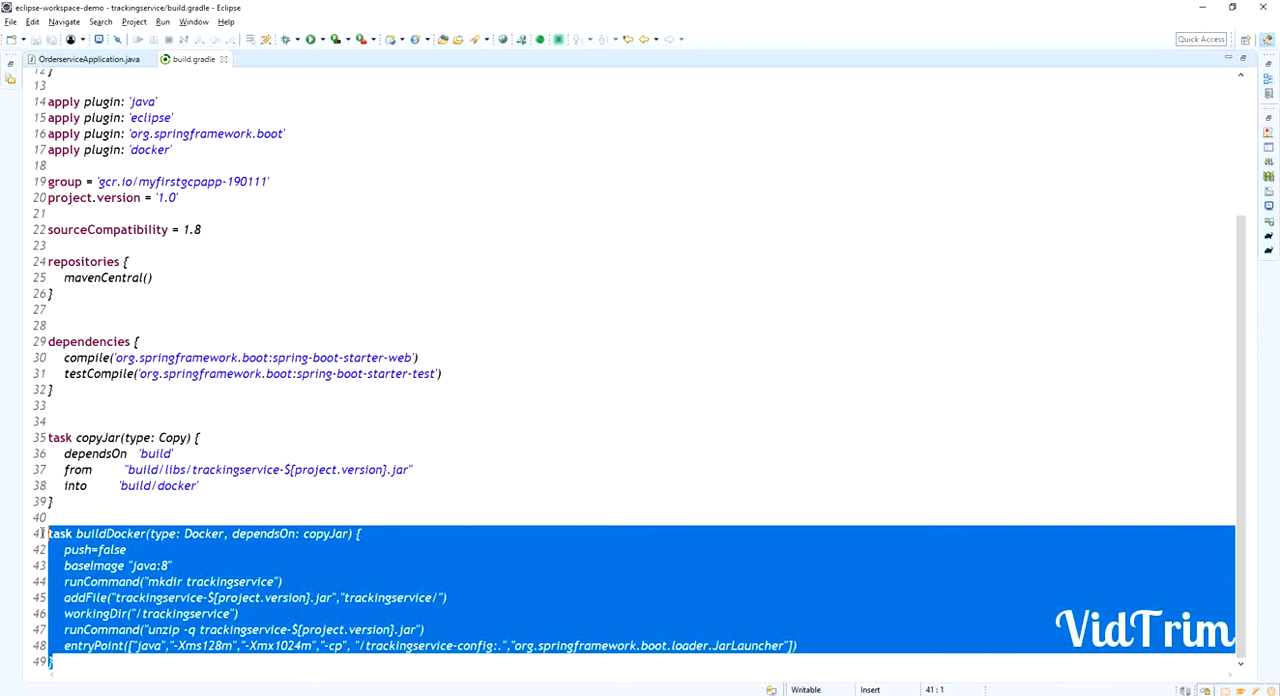 eclipse-workspace-demo - trackingservice/build.gradle - Eclipse
File Edit Navigate Search Project Run Window Help
Quick Access
OrderserviceApplication.java build.gradle
12 }
13
14 apply plugin: 'java'
15 apply plugin: 'eclipse'
16 apply plugin: 'org.springframework.boot'
17 apply plugin: 'docker'
18
19 group = 'gcr.io/myfirstgcpapp-190111'
20 project.version = '1.0'
21
22 sourceCompatibility = 1.8
23
24 repositories {
25 mavenCentral()
26 }
27
28
29 dependencies {
30 compile('org.springframework.boot:spring-boot-starter-web')
31 testCompile('org.springframework.boot:spring-boot-starter-test')
32 }
33
34
35 task copyJar(type: Copy) {
36 dependsOn 'build'
37 from "build/libs/trackingservice-${project.version}.jar"
38 into 'build/docker'
39 }
40
41 task buildDocker(type: Docker, dependsOn: copyJar) {
42 push=false
43 baseImage "java:8"
44 runCommand("mkdir trackingservice")
45 addFile("trackingservice-${project.version}.jar","trackingservice/")
46 workingDir("/trackingservice")
47 runCommand("unzip -q trackingservice-${project.version}.jar")
48 entryPoint(["java","-Xms128m","-Xmx1024m","-cp", "/trackingservice-config:.","org.springframework.boot.loader.JarLauncher"])
49 }
VidTrim
Writable Insert 41 : 1